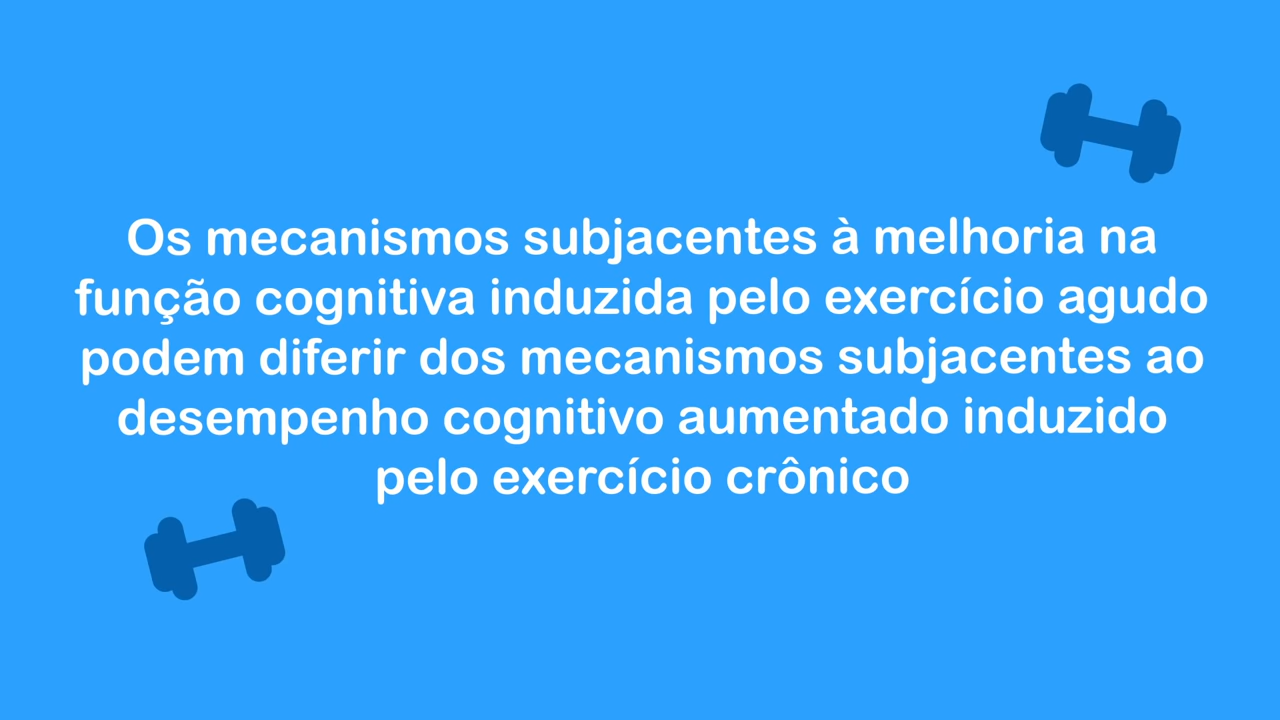 Os mecanismos subjacentes à melhoria na
função cognitiva induzida pelo exercício agudo
podem diferir dos mecanismos subjacentes ao
desempenho cognitivo aumentado induzido
pelo exercício crônico